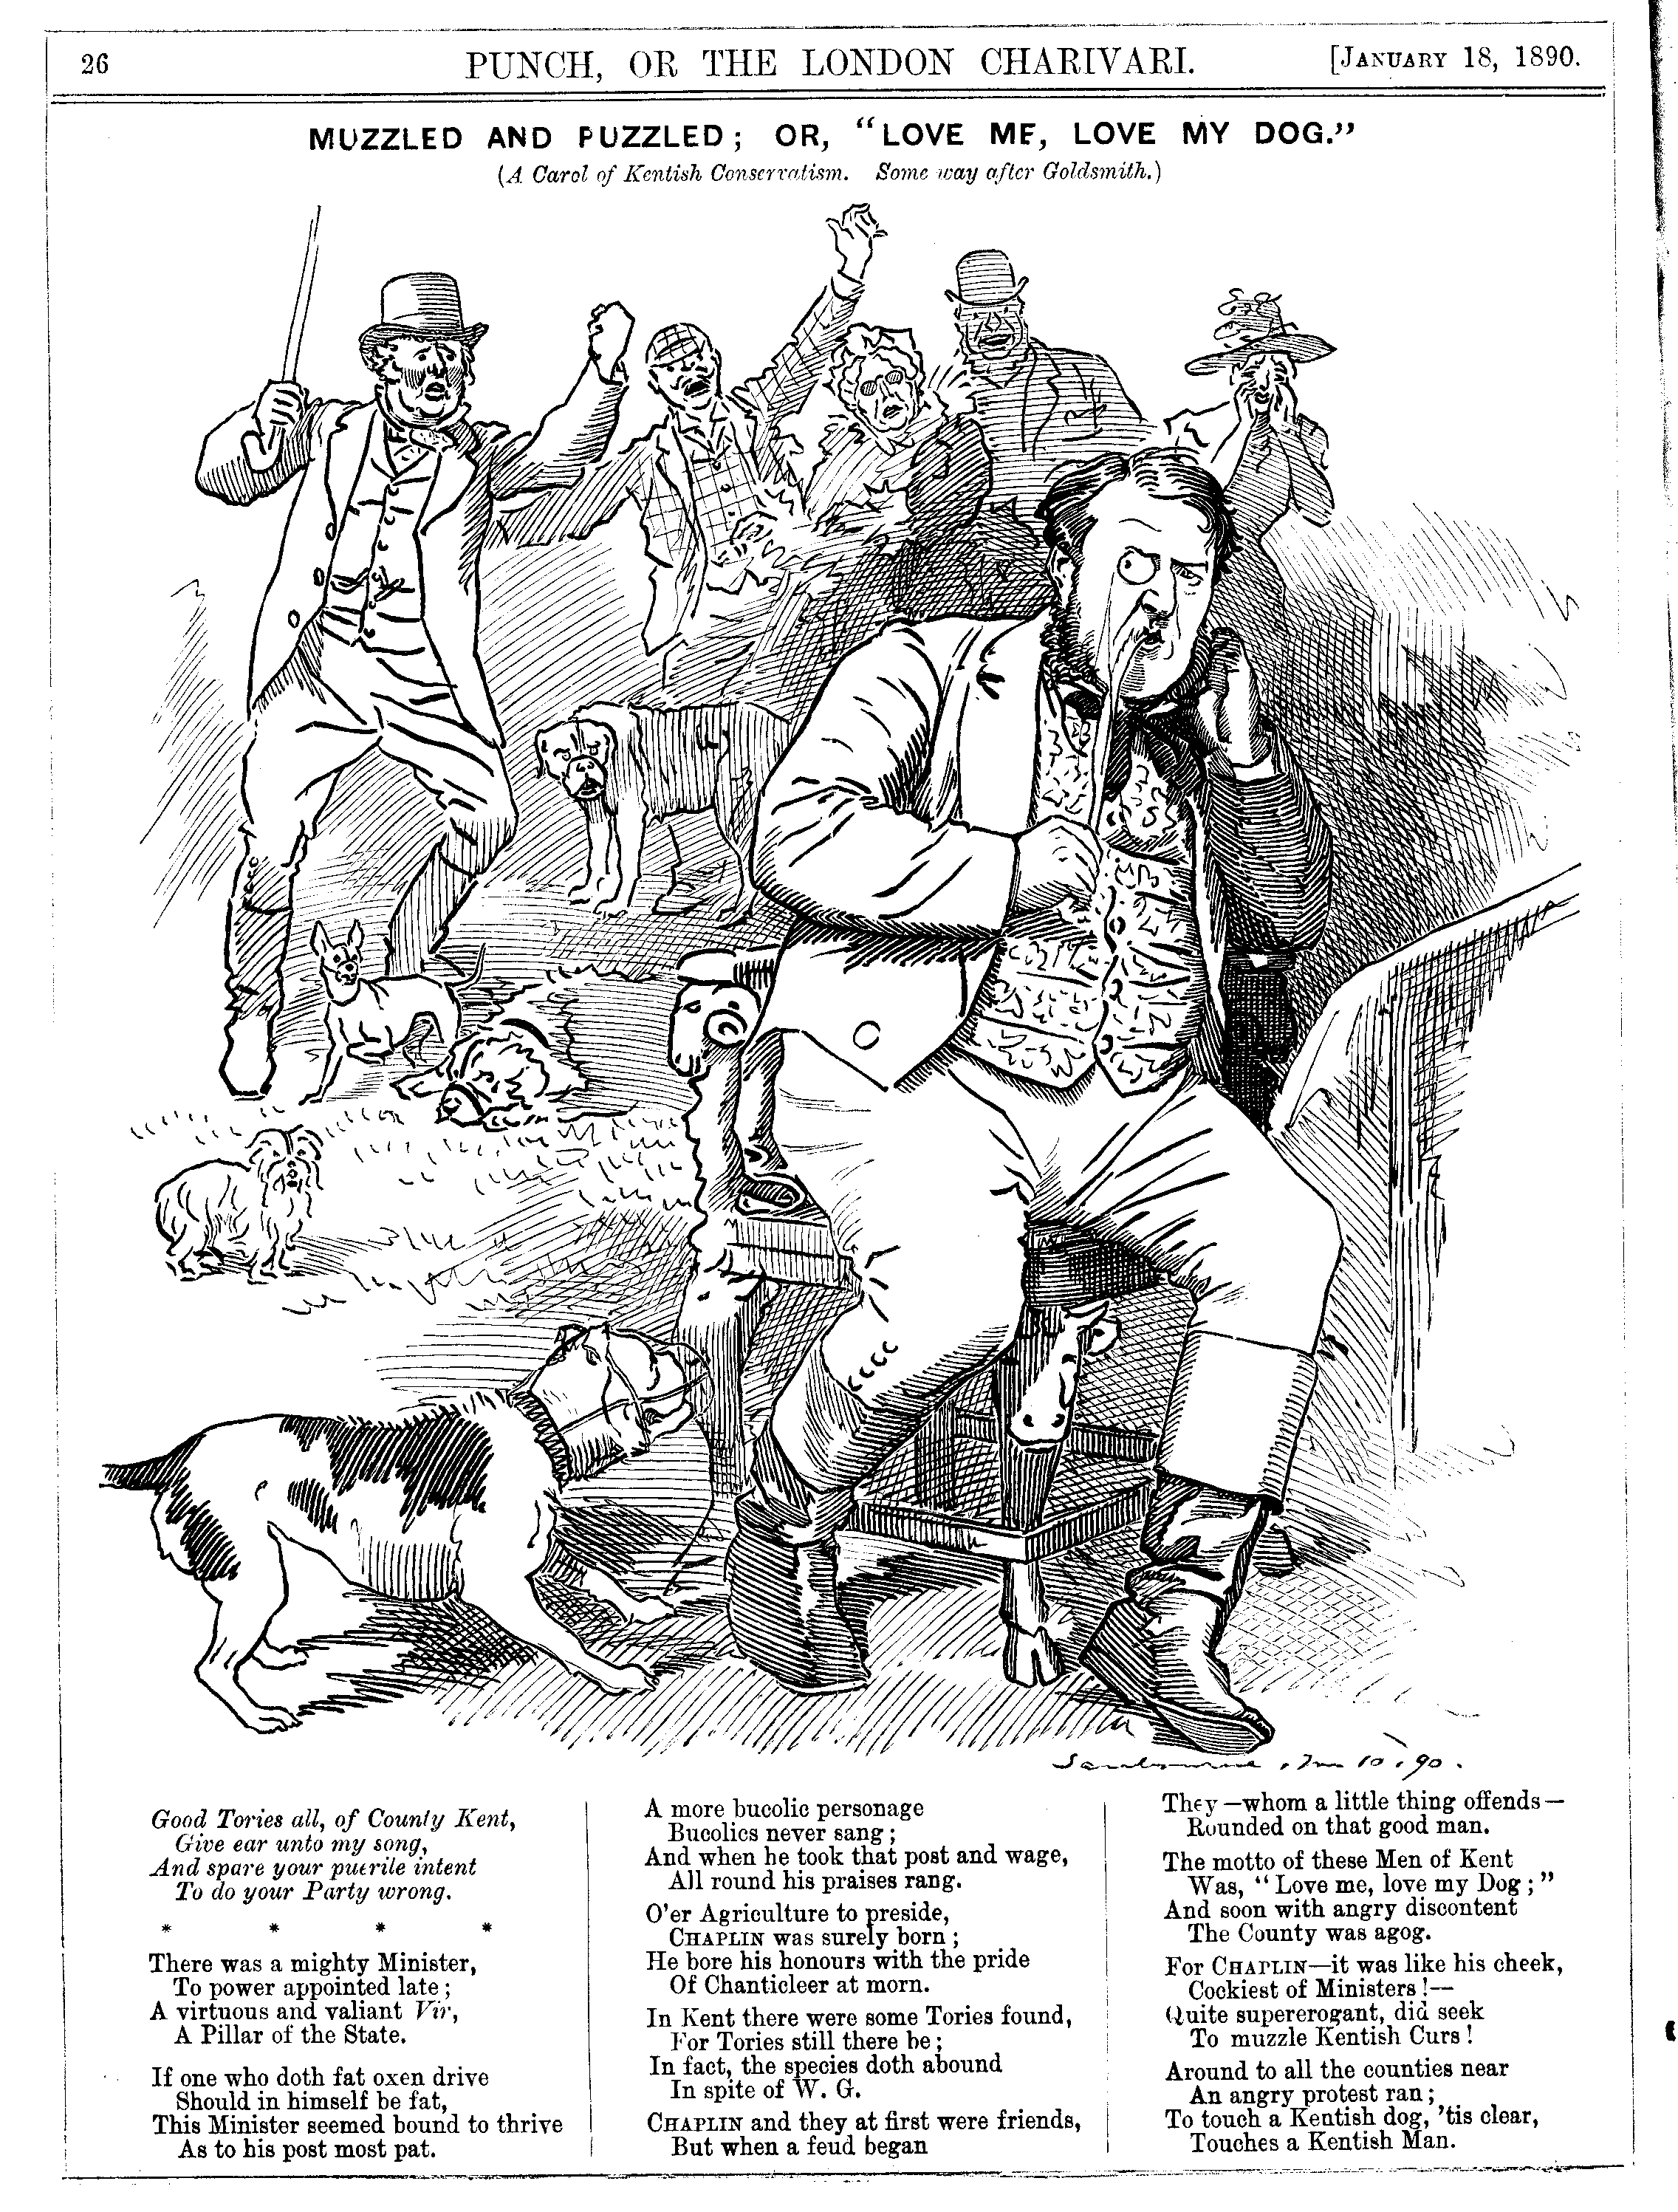 26
PUNCH, OR THE LONDON CHARIVARI.
[JANUARY 18, 1890.
MUZZLED AND PUZZLED; OR, "LOVE ME, LOVE MY DOG."
(A Carol of Kentish Conservatism. Some way after Goldsmith.)
Sambourne, Jan 10, 90.
Good Tories all, of County Kent,
Give ear unto my song,
And spare your puerile intent
To do your Party wrong.
* * * *
There was a mighty Minister,
To power appointed late;
A virtuous and valiant Vir,
A Pillar of the State.
If one who doth fat oxen drive
Should in himself be fat,
This Minister seemed bound to thrive
As to his post most pat.
A more bucolic personage
Bucolics never sang;
And when he took that post and wage,
All round his praises rang.
O'er Agriculture to preside,
CHAPLIN was surely born;
He bore his honours with the pride
Of Chanticleer at morn.
In Kent there were some Tories found,
For Tories still there be;
In fact, the species doth abound
In spite of W. G.
CHAPLIN and they at first were friends,
But when a feud began
They—whom a little thing offends—
Rounded on that good man.
The motto of these Men of Kent
Was, "Love me, love my Dog;"
And soon with angry discontent
The County was agog.
For CHAPLIN—it was like his cheek,
Cockiest of Ministers!—
Quite supererogant, did seek
To muzzle Kentish Curs!
Around to all the counties near
An angry protest ran;
To touch a Kentish dog, 'tis clear,
Touches a Kentish Man.